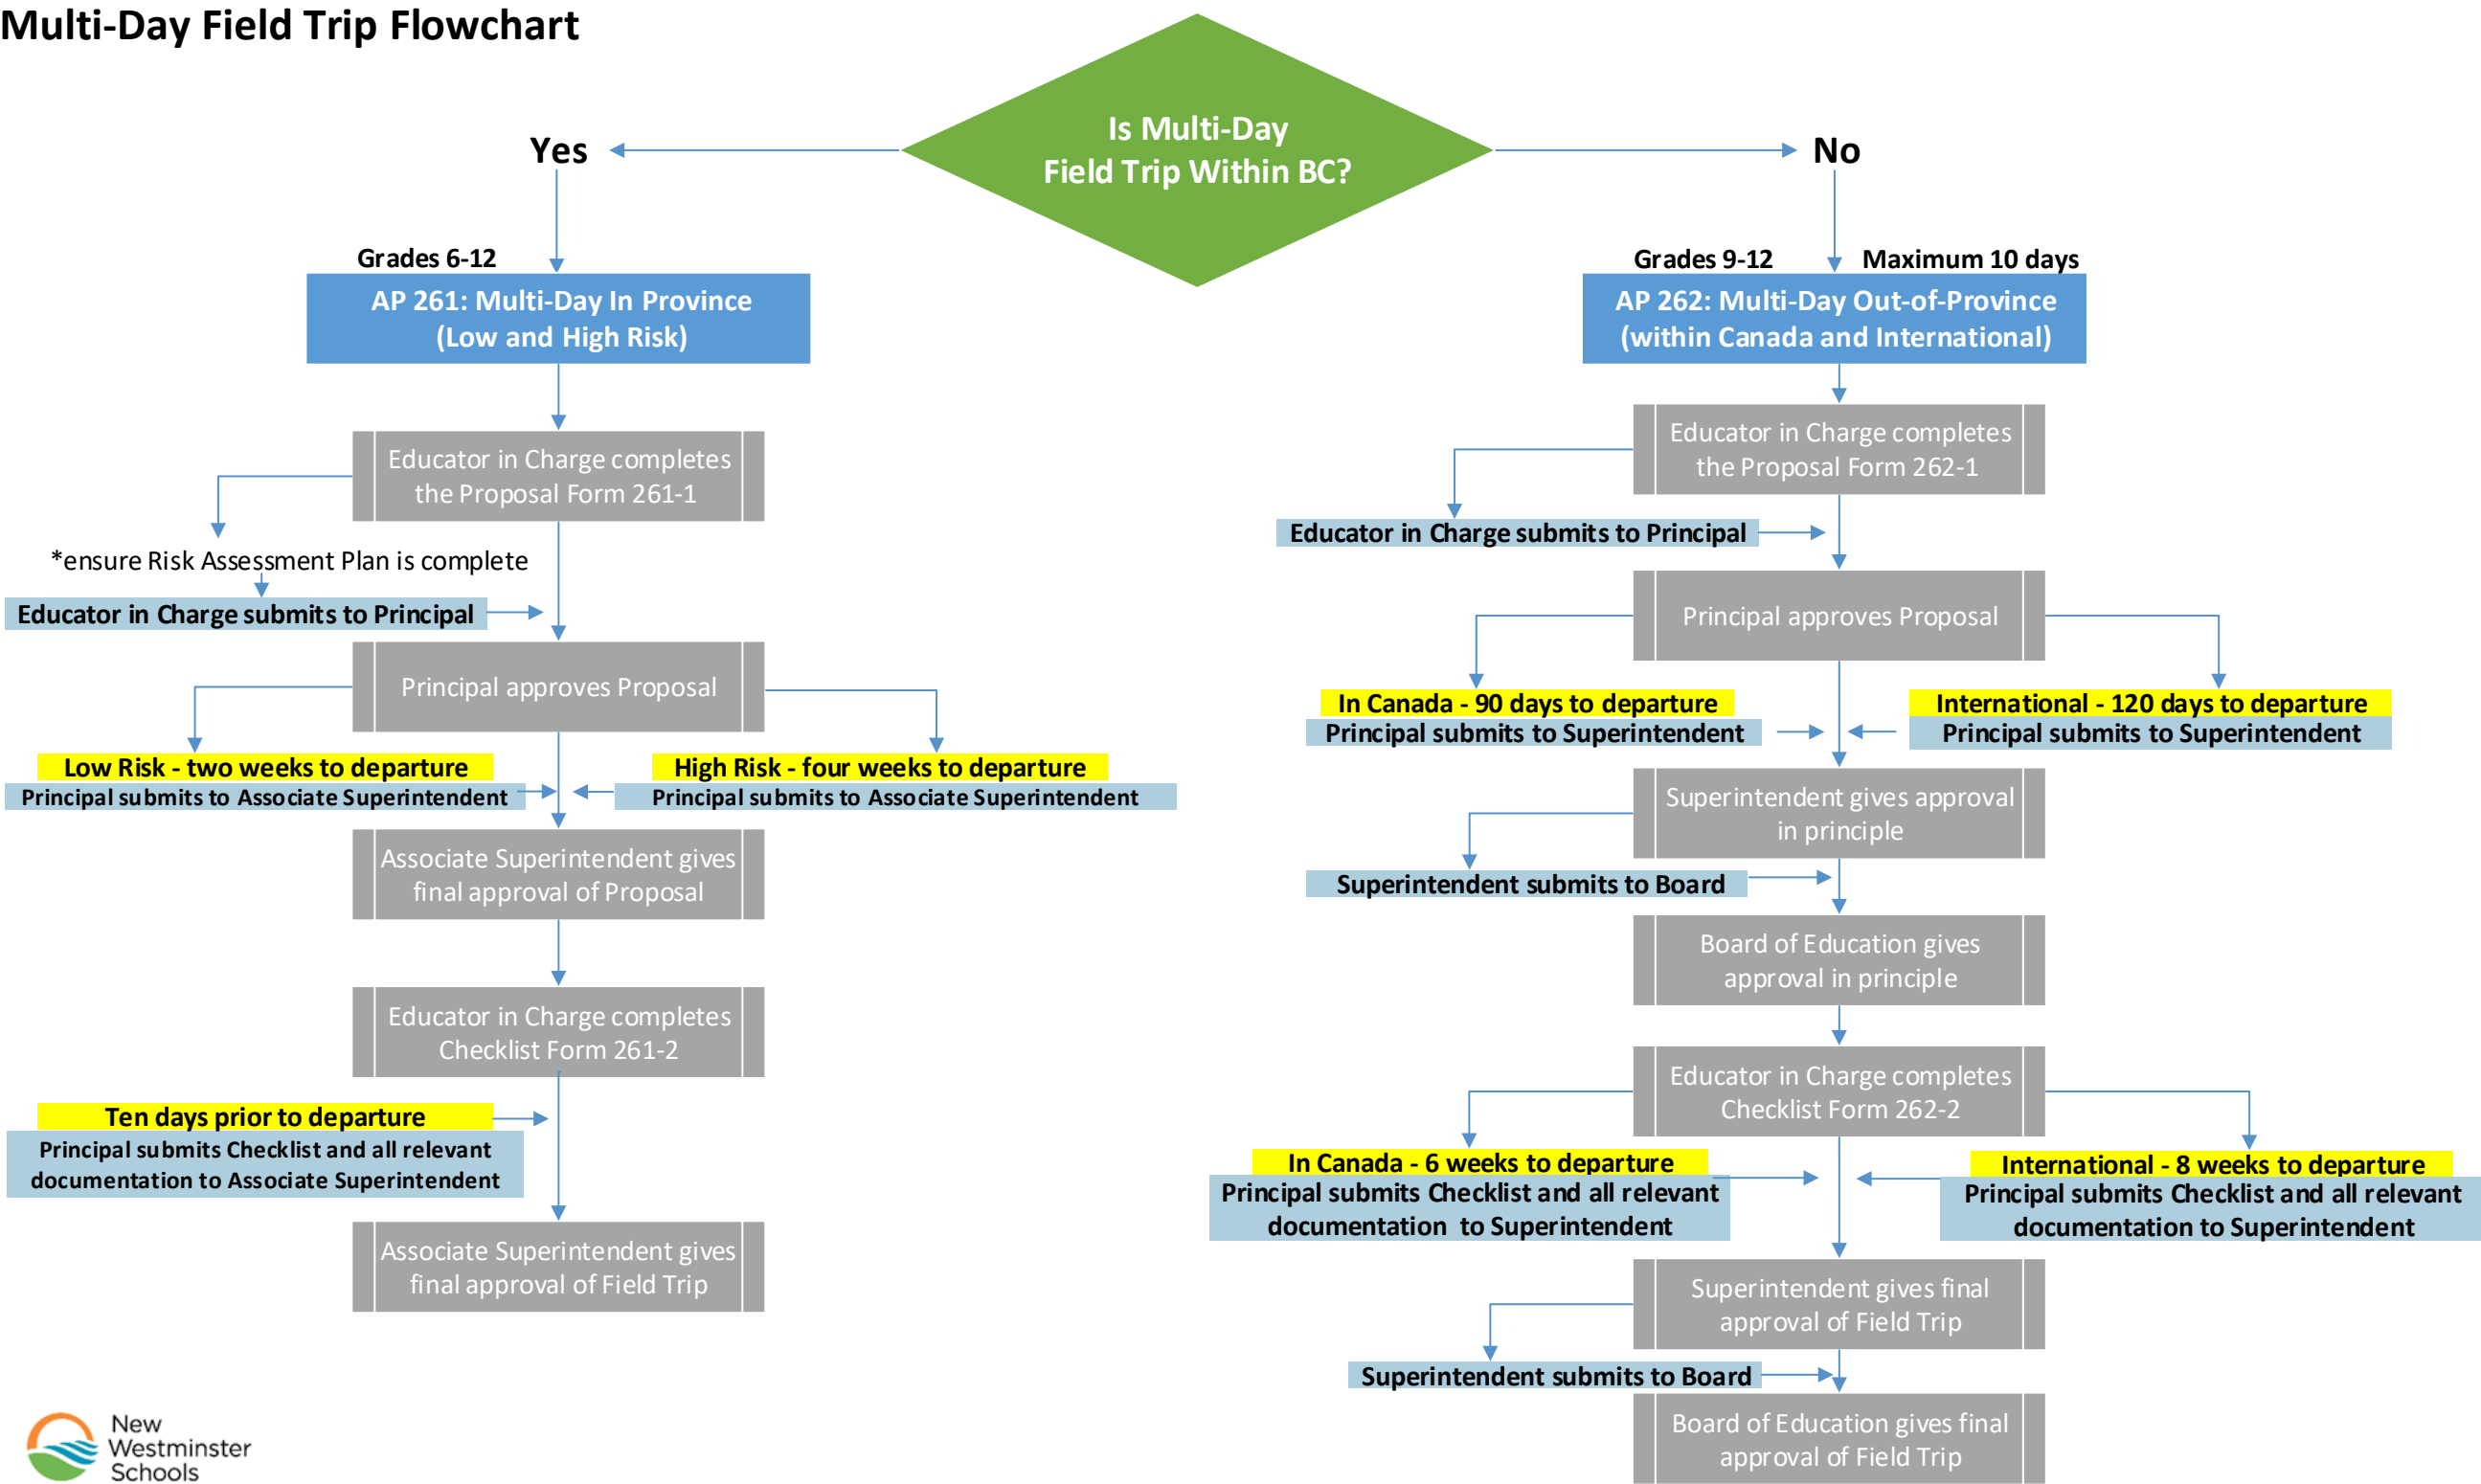 Multi-Day Field Trip Flowchart
Is Multi-Day
Field Trip Within BC?
Yes
Grades 6-12
AP 261: Multi-Day In Province
(Low and High Risk)
Educator in Charge completes
the Proposal Form 261-1
*ensure Risk Assessment Plan is complete
Educator in Charge submits to Principal
Principal approves Proposal
Low Risk - two weeks to departure
Principal submits to Associate Superintendent
High Risk - four weeks to departure
Principal submits to Associate Superintendent
Associate Superintendent gives
final approval of Proposal
Educator in Charge completes
Checklist Form 261-2
Ten days prior to departure
Principal submits Checklist and all relevant
documentation to Associate Superintendent
Associate Superintendent gives
final approval of Field Trip
No
Grades 9-12
Maximum 10 days
AP 262: Multi-Day Out-of-Province
(within Canada and International)
Educator in Charge completes
the Proposal Form 262-1
Educator in Charge submits to Principal
Principal approves Proposal
In Canada - 90 days to departure
Principal submits to Superintendent
International - 120 days to departure
Principal submits to Superintendent
Superintendent gives approval
in principle
Superintendent submits to Board
Board of Education gives
approval in principle
Educator in Charge completes
Checklist Form 262-2
In Canada - 6 weeks to departure
Principal submits Checklist and all relevant
documentation to Superintendent
International - 8 weeks to departure
Principal submits Checklist and all relevant
documentation to Superintendent
Superintendent gives final
approval of Field Trip
Superintendent submits to Board
Board of Education gives final
approval of Field Trip
New
Westminster
Schools